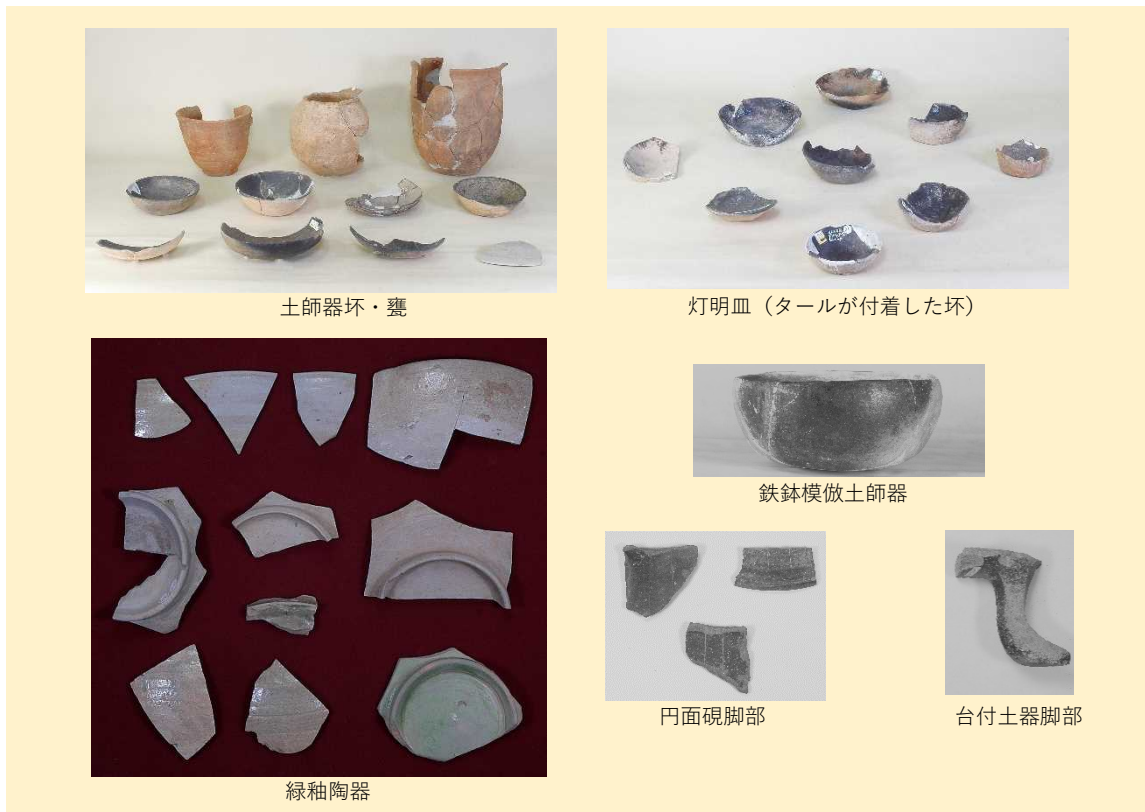 土師器坏・甕
灯明皿（タールが付着した坏）
鉄鉢模倣土師器
円面硯脚部
台付土器脚部
緑釉陶器